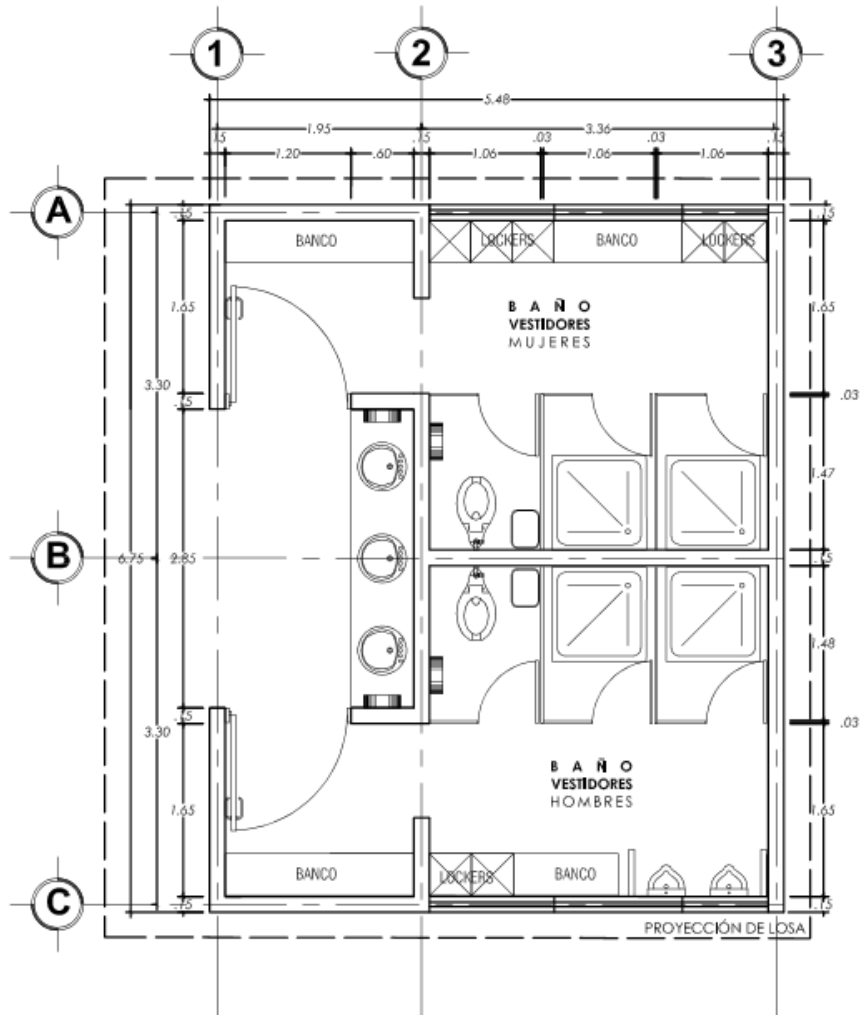 1 2 3
5.48
1.95 .15 3.36
.15 .03 .03 .15
1.20 .60 1.06 1.06 1.06
A
.15 .15
BANCO LOCKERS BANCO LOCKERS
1.65 1.65
B A Ñ O
VESTIDORES
MUJERES
3.30
.03
.15
1.47
B
6.75 2.85 .15
1.48
.15 .03
3.30
B A Ñ O
VESTIDORES
HOMBRES
1.65 1.65
BANCO LOCKERS BANCO
C
.15 .15
PROYECCIÓN DE LOSA